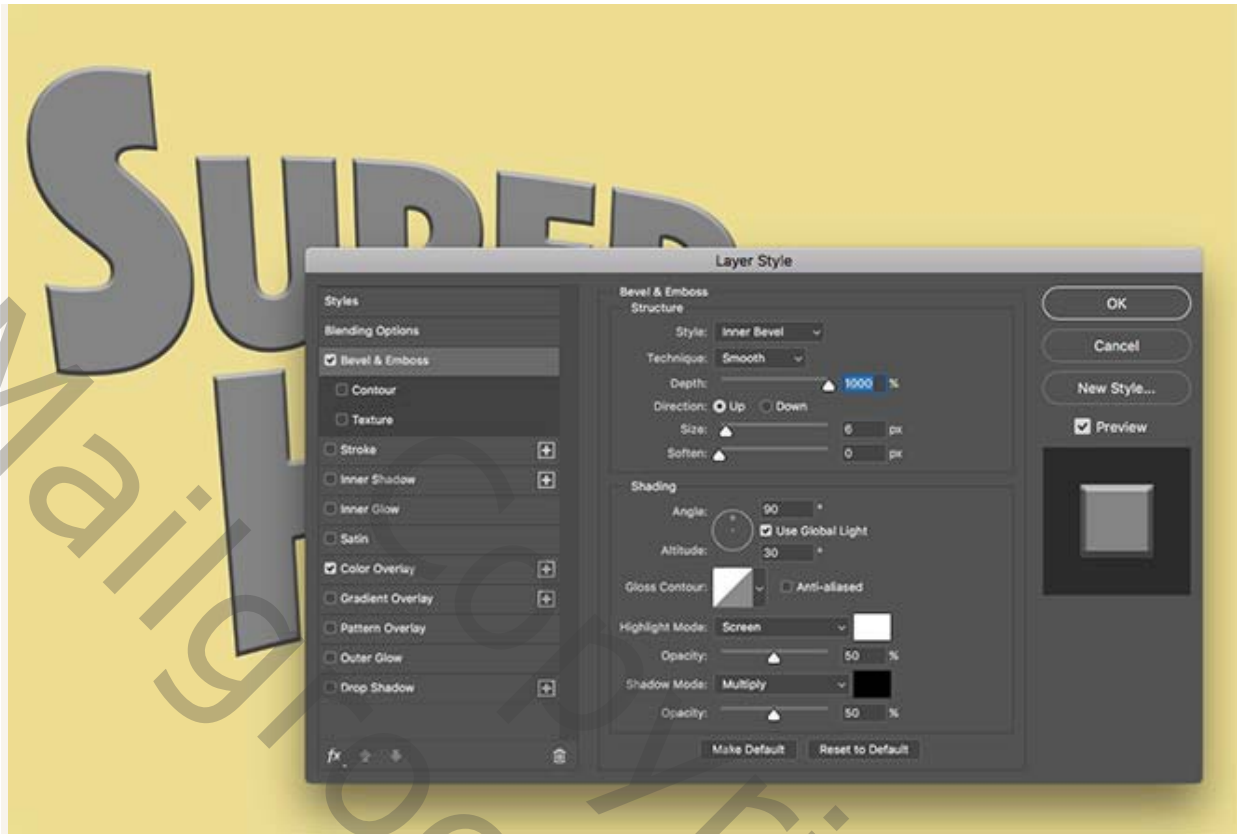 SUPER
H
Layer Style
Styles
Blending Options
Bevel & Emboss
Contour
Texture
Stroke
Inner Shadow
Inner Glow
Satin
Color Overlay
Gradient Overlay
Pattern Overlay
Outer Glow
Drop Shadow
fx
Bevel & Emboss
Structure
Style: Inner Bevel
Technique: Smooth
Depth: 1000 %
Direction: Up Down
Size: 6 px
Soften: 0 px
Shading
Angle: 90 °
Use Global Light
Altitude: 30 °
Gloss Contour: Anti-aliased
Highlight Mode: Screen
Opacity: 50 %
Shadow Mode: Multiply
Opacity: 50 %
Make Default Reset to Default
OK
Cancel
New Style...
Preview